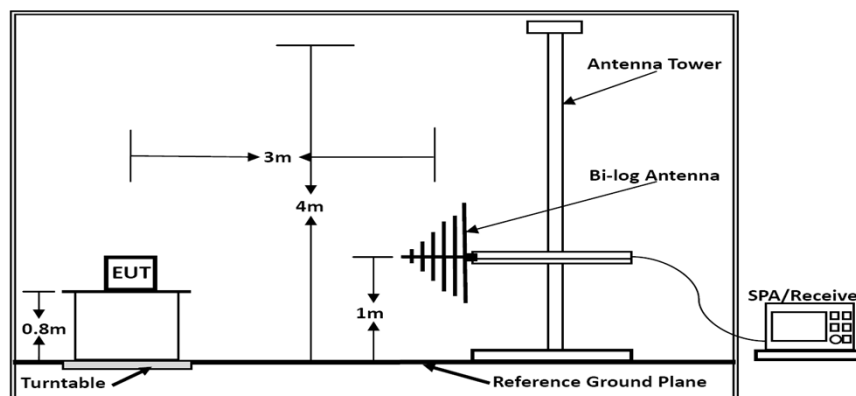 Antenna Tower
3m
Bi-log Antenna
4m
EUT
SPA/Receive
0.8m
1m
Turntable
Reference Ground Plane